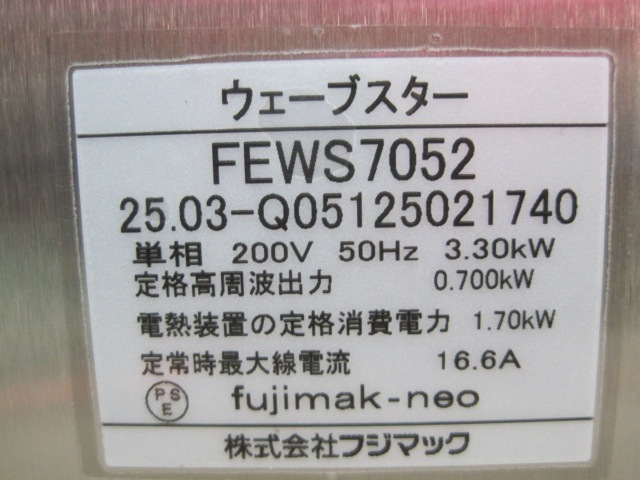 ウェーブスター
FEWS7052
25.03-Q05125021740
単相 200V 50Hz 3.30kW
定格高周波出力 0.700kW
電熱装置の定格消費電力 1.70kW
定常時最大線電流 16.6A
PS
E fujimak-neo
株式会社フジマック